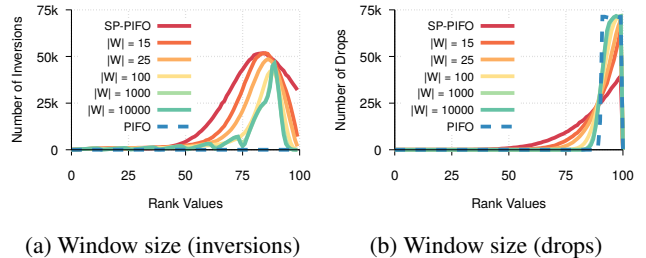 75k
50k
25k
0
Number of Inversions
SP-PIFO
|W| = 15
|W| = 25
|W| = 100
|W| = 1000
|W| = 10000
PIFO
0 25 50 75 100
Rank Values
(a) Window size (inversions)
75k
50k
25k
0
Number of Drops
SP-PIFO
|W| = 15
|W| = 25
|W| = 100
|W| = 1000
|W| = 10000
PIFO
0 25 50 75 100
Rank Values
(b) Window size (drops)